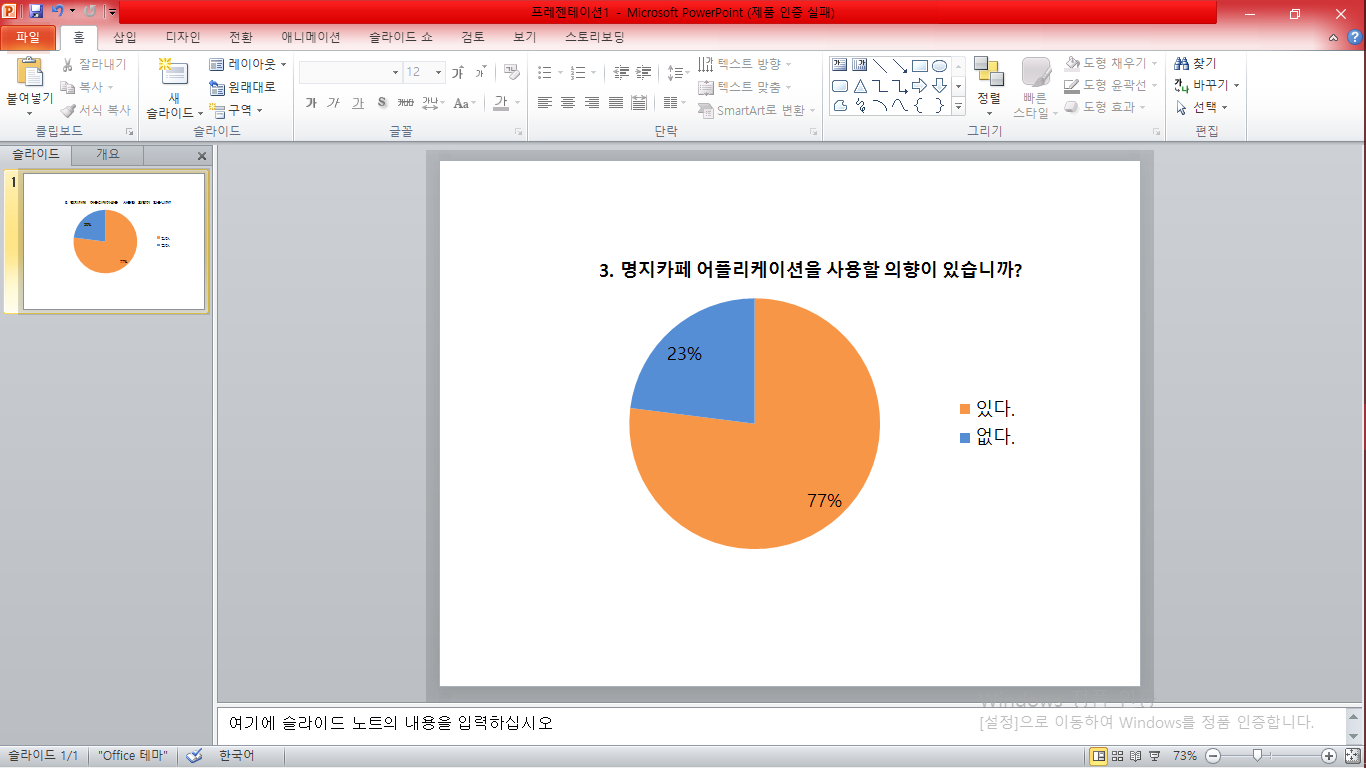 프레젠테이션1 - Microsoft PowerPoint (제품 인증 실패)
파일 홈 삽입 디자인 전환 애니메이션 슬라이드 쇼 검토 보기 스토리보딩
붙여넣기
잘라내기
복사
서식 복사
클립보드
새
슬라이드
레이아웃
원래대로
구역
슬라이드
12
가 가
가 가 가 S 가나 Aa 가
글꼴
텍스트 방향
텍스트 맞춤
SmartArt로 변환
단락
정렬
빠른
스타일
도형 채우기
도형 윤곽선
도형 효과
그리기
찾기
바꾸기
선택
편집
슬라이드 개요
1
3. 명지카페 어플리케이션을 사용할 의향이 있습니까?
23%
77%
있다.
없다.
여기에 슬라이드 노트의 내용을 입력하십시오
Windows
[설정]으로 이동하여 Windows를 정품 인증합니다.
슬라이드 1/1 "Office 테마" 한국어 73%